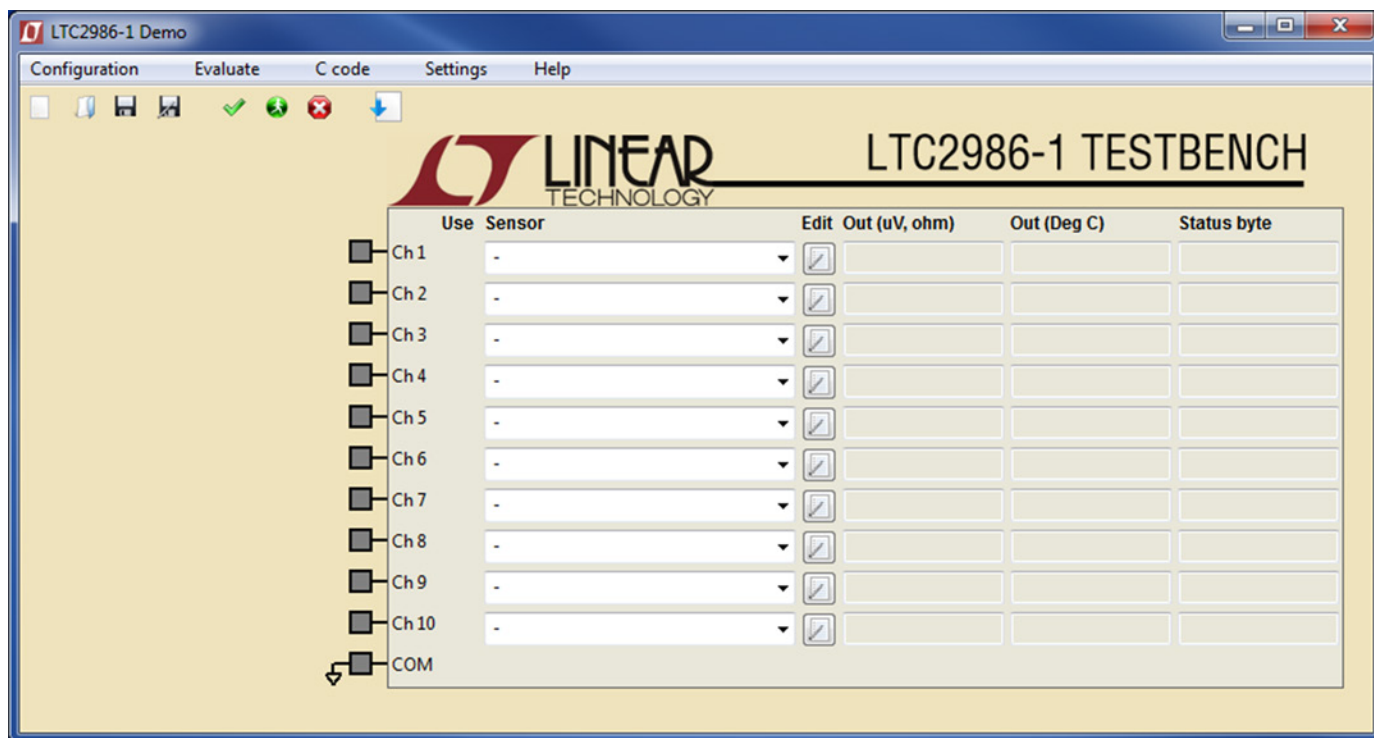 LTC2986-1 Demo
Configuration Evaluate C code Settings Help
LINEAR
TECHNOLOGY
LTC2986-1 TESTBENCH
Use Sensor Edit Out (uV, ohm) Out (Deg C) Status byte
Ch 1 -
Ch 2 -
Ch 3 -
Ch 4 -
Ch 5 -
Ch 6 -
Ch 7 -
Ch 8 -
Ch 9 -
Ch 10 -
COM